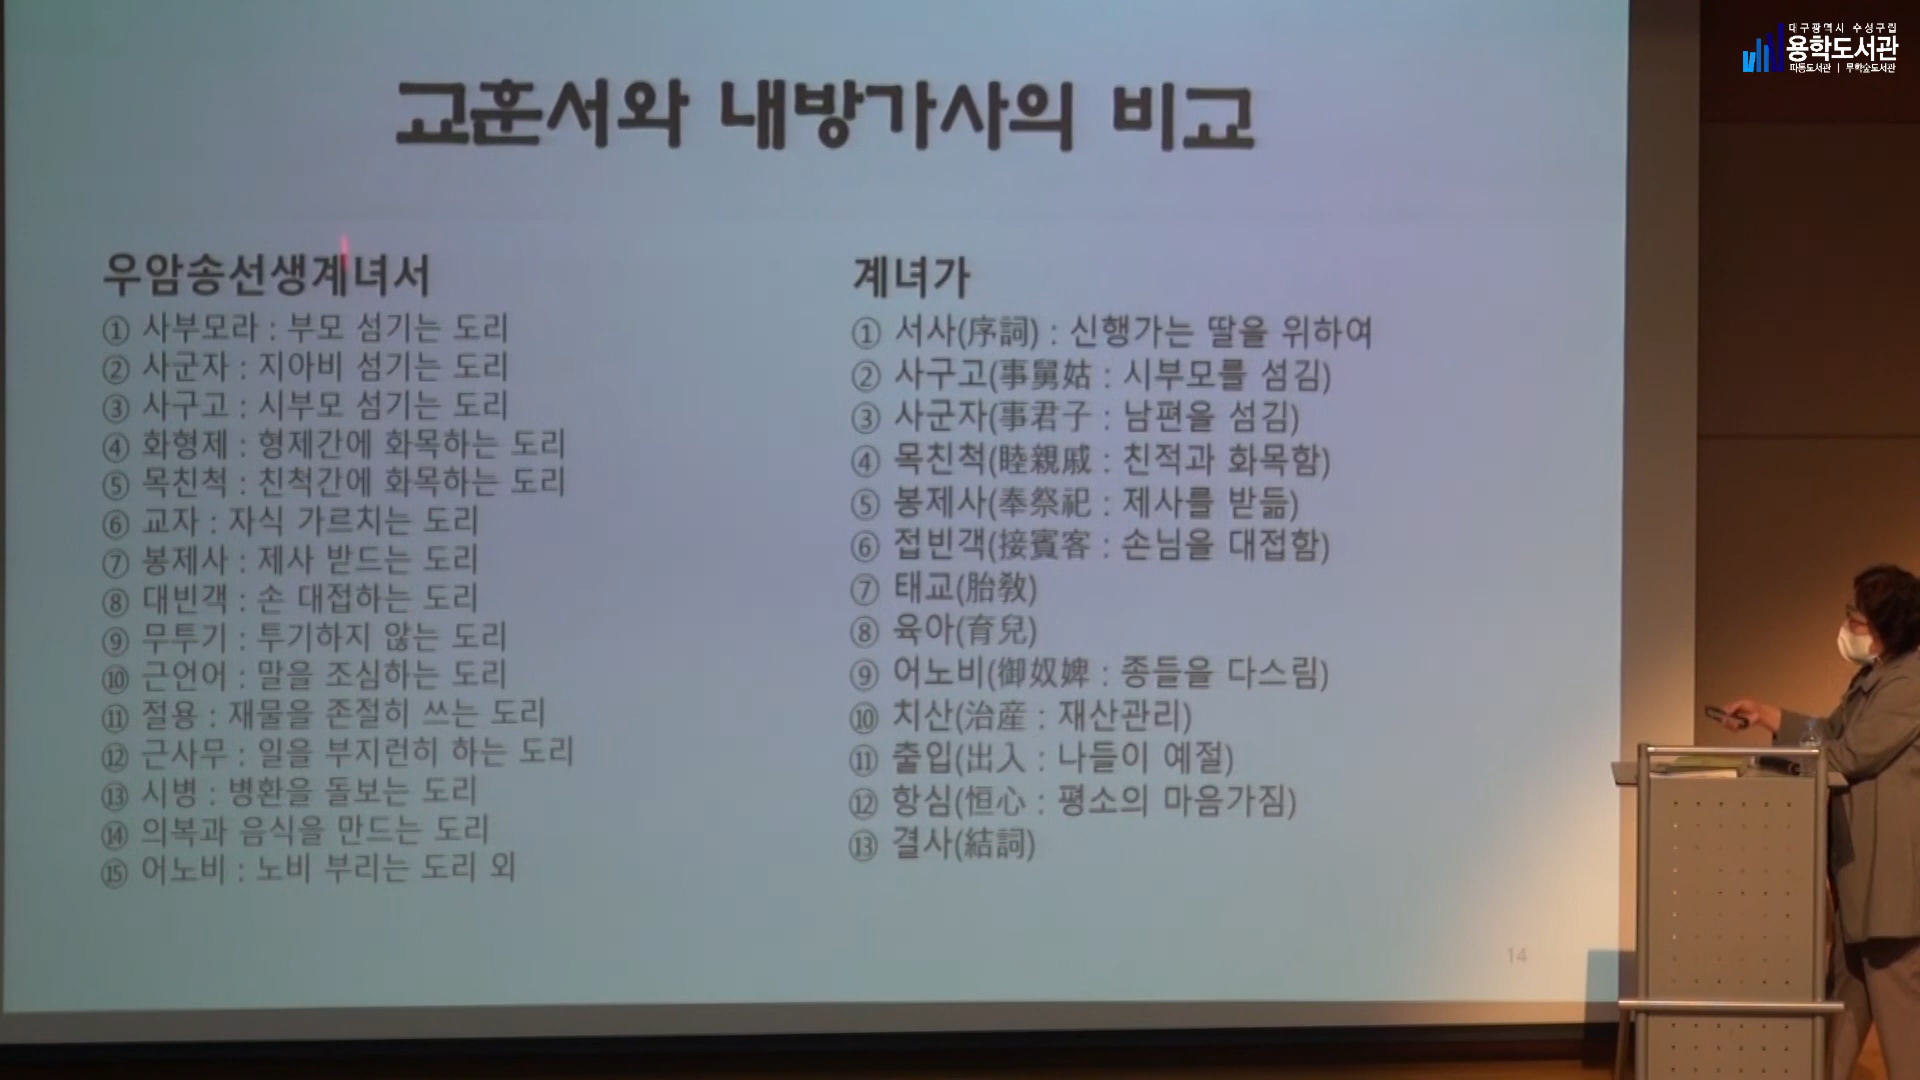 대구광역시 수성구립
용학도서관
파동도서관 | 무학숲도서관
교훈서와 내방가사의 비교
우암송선생계녀서
① 사부모라 : 부모 섬기는 도리
② 사군자 : 지아비 섬기는 도리
③ 사구고 : 시부모 섬기는 도리
④ 화형제 : 형제간에 화목하는 도리
⑤ 목친척 : 친척간에 화목하는 도리
⑥ 교자 : 자식 가르치는 도리
⑦ 봉제사 : 제사 받드는 도리
⑧ 대빈객 : 손 대접하는 도리
⑨ 무투기 : 투기하지 않는 도리
⑩ 근언어 : 말을 조심하는 도리
⑪ 절용 : 재물을 존절히 쓰는 도리
⑫ 근사무 : 일을 부지런히 하는 도리
⑬ 시병 : 병환을 돌보는 도리
⑭ 의복과 음식을 만드는 도리
⑮ 어노비 : 노비 부리는 도리 외
계녀가
① 서사(序詞) : 신행가는 딸을 위하여
② 사구고(事舅姑 : 시부모를 섬김)
③ 사군자(事君子 : 남편을 섬김)
④ 목친척(睦親戚 : 친적과 화목함)
⑤ 봉제사(奉祭祀 : 제사를 받듦)
⑥ 접빈객(接賓客 : 손님을 대접함)
⑦ 태교(胎敎)
⑧ 육아(育兒)
⑨ 어노비(御奴婢 : 종들을 다스림)
⑩ 치산(治産 : 재산관리)
⑪ 출입(出入 : 나들이 예절)
⑫ 항심(恒心 : 평소의 마음가짐)
⑬ 결사(結詞)
14